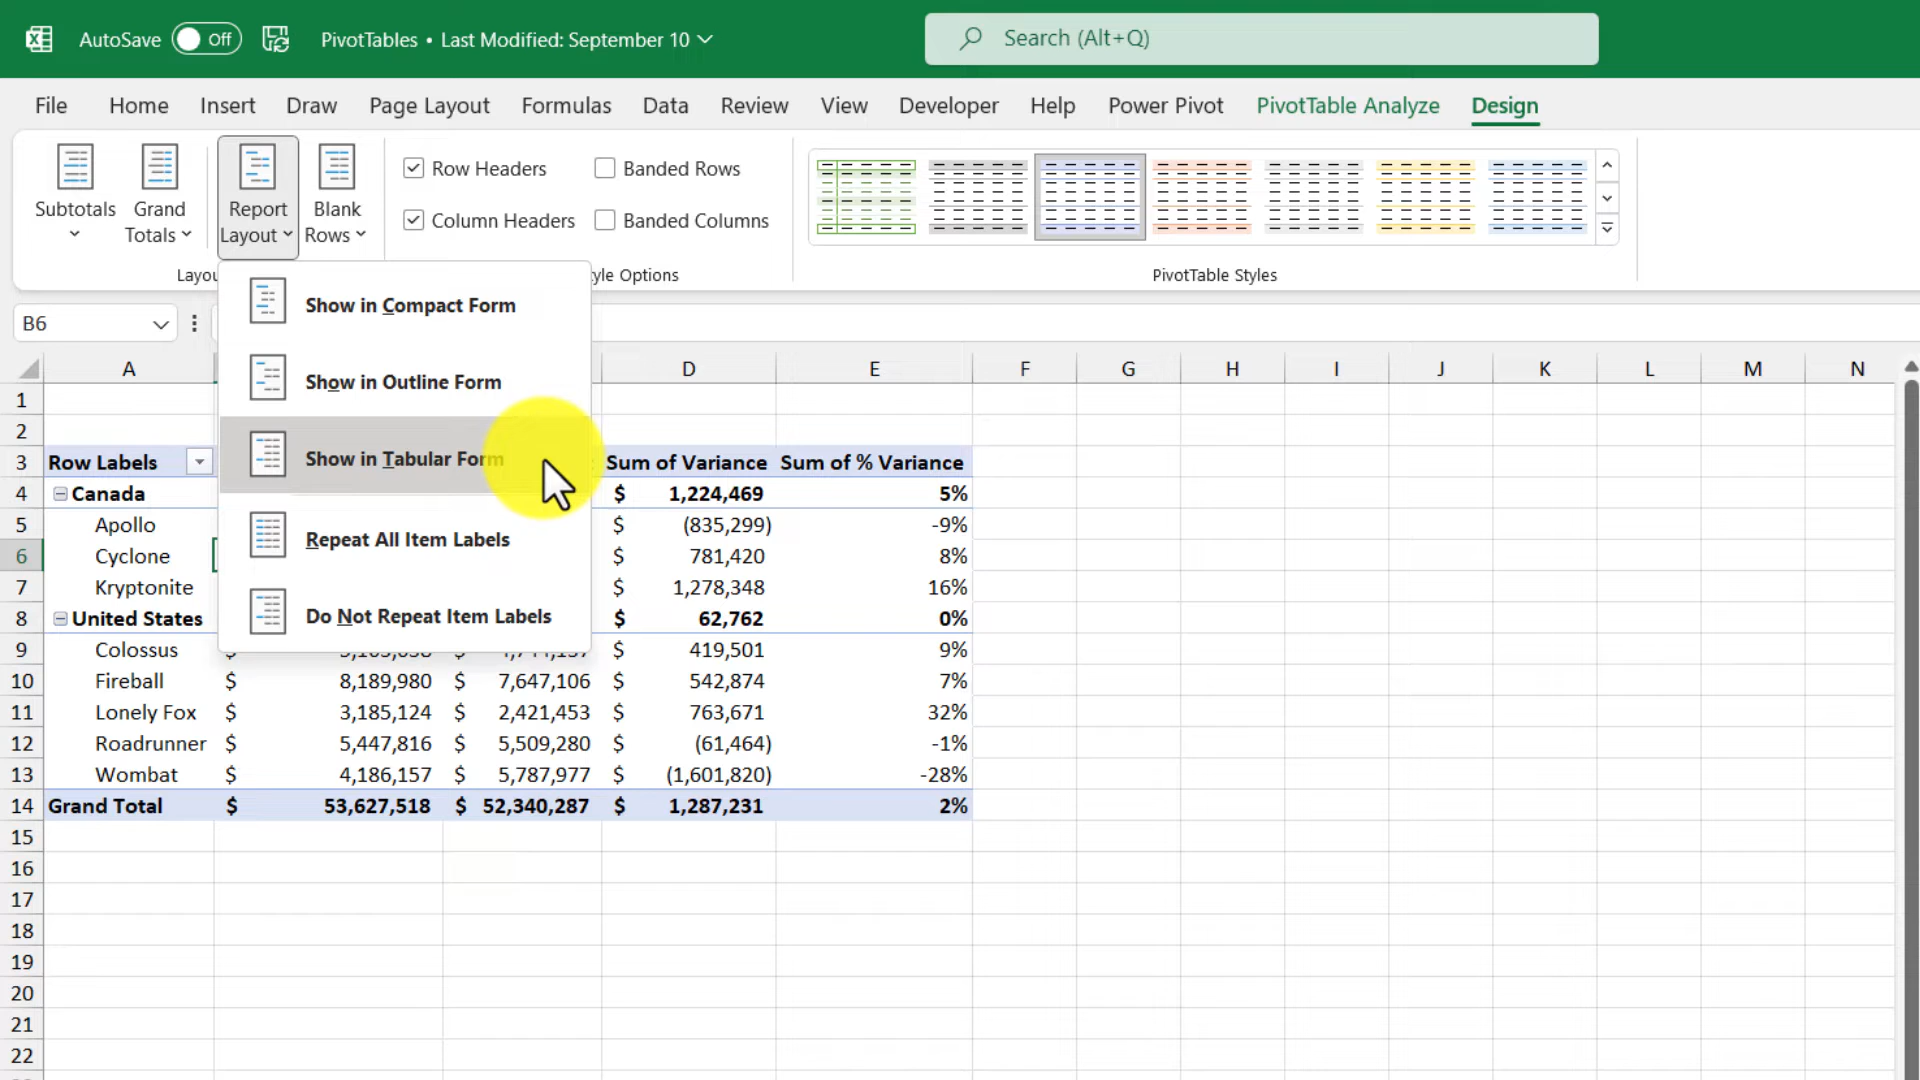 AutoSave Off PivotTables • Last Modified: September 10 Search (Alt+Q)
File Home Insert Draw Page Layout Formulas Data Review View Developer Help Power Pivot PivotTable Analyze Design
Subtotals Grand Totals Report Layout Blank Rows
Row Headers Banded Rows
Column Headers Banded Columns
PivotTable Styles
Show in Compact Form
Show in Outline Form
Show in Tabular Form
Repeat All Item Labels
Do Not Repeat Item Labels
B6
A D E F G H I J K L M N
1
2
3 Row Labels Sum of Variance Sum of % Variance
4 Canada $ 1,224,469 5%
5 Apollo $ (835,299) -9%
6 Cyclone $ 781,420 8%
7 Kryptonite $ 1,278,348 16%
8 United States $ 62,762 0%
9 Colossus $ 419,501 9%
10 Fireball $ 8,189,980 $ 7,647,106 $ 542,874 7%
11 Lonely Fox $ 3,185,124 $ 2,421,453 $ 763,671 32%
12 Roadrunner $ 5,447,816 $ 5,509,280 $ (61,464) -1%
13 Wombat $ 4,186,157 $ 5,787,977 $ (1,601,820) -28%
14 Grand Total $ 53,627,518 $ 52,340,287 $ 1,287,231 2%
15
16
17
18
19
20
21
22